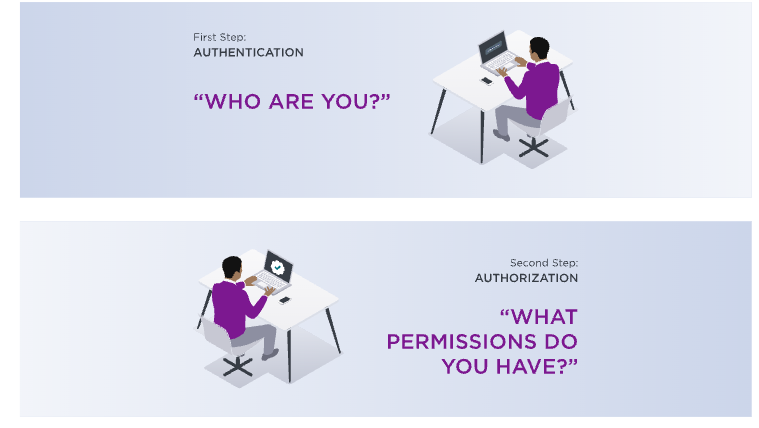 First Step:
AUTHENTICATION
“WHO ARE YOU?”
Second Step:
AUTHORIZATION
“WHAT
PERMISSIONS DO
YOU HAVE?”